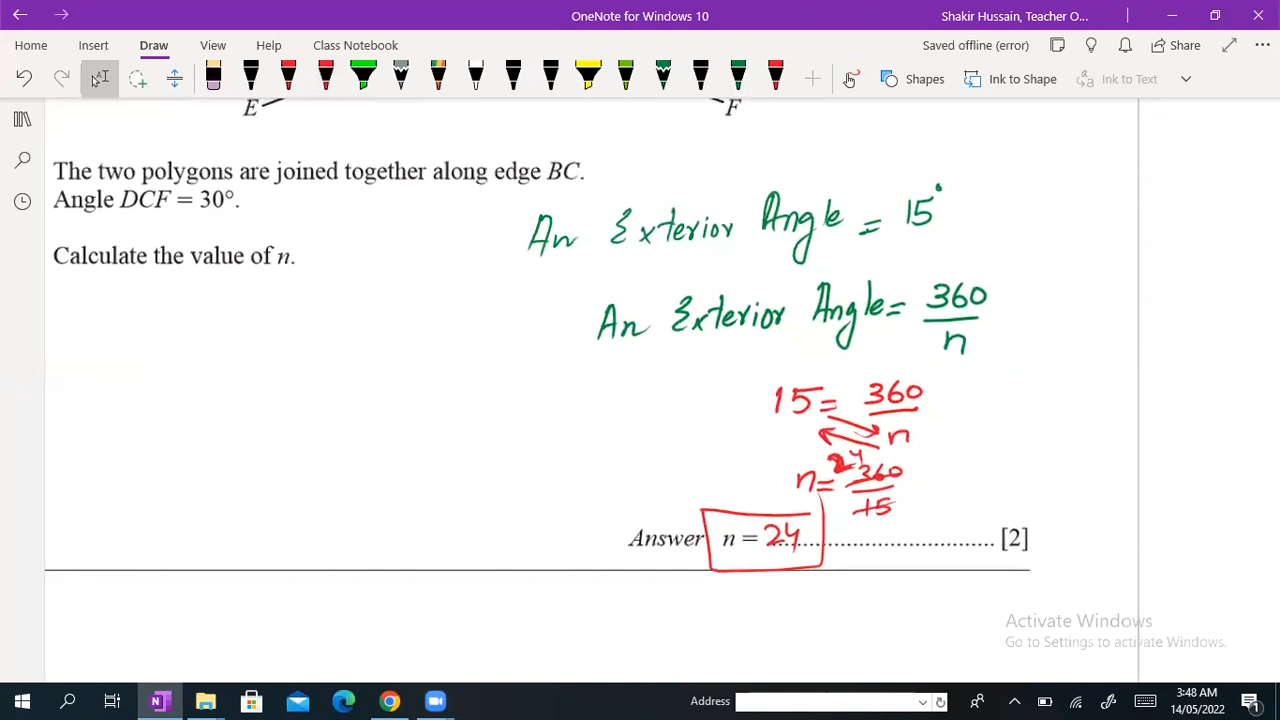 OneNote for Windows 10
Shakir Hussain, Teacher O...
Home Insert Draw View Help Class Notebook
Saved offline (error)
Share
Shapes
Ink to Shape
Ink to Text
E F
The two polygons are joined together along edge BC.
Angle DCF = 30°.
An Exterior Angle = 15°
Calculate the value of n.
An Exterior Angle = 360/n
15 = 360/n
24
n = 360/15
Answer n = 24 .................................. [2]
Activate Windows
Go to Settings to activate Windows.
Address
3:48 AM
14/05/2022
1